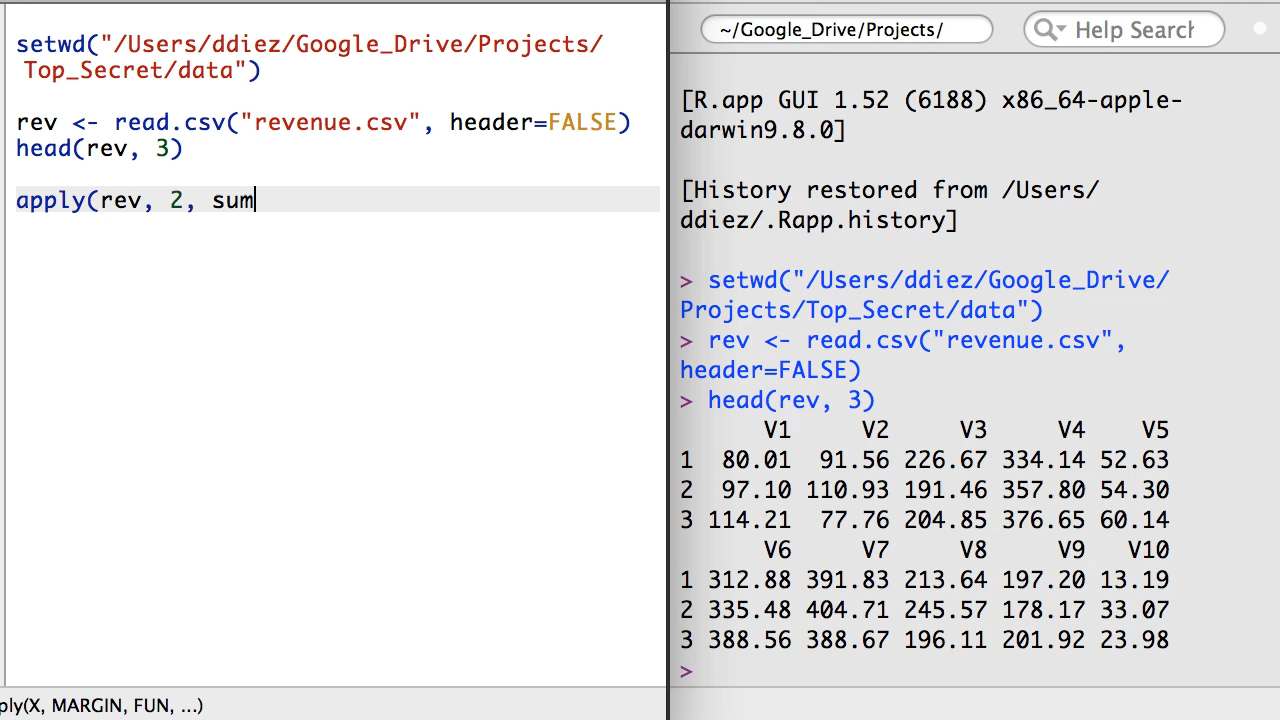 setwd("/Users/ddiez/Google_Drive/Projects/
Top_Secret/data")
rev <- read.csv("revenue.csv", header=FALSE)
head(rev, 3)
apply(rev, 2, sum
ply(X, MARGIN, FUN, ...)
~/Google_Drive/Projects/
Help Search
[R.app GUI 1.52 (6188) x86_64-apple-
darwin9.8.0]
[History restored from /Users/
ddiez/.Rapp.history]
> setwd("/Users/ddiez/Google_Drive/
Projects/Top_Secret/data")
> rev <- read.csv("revenue.csv",
header=FALSE)
> head(rev, 3)
V1 V2 V3 V4 V5
1 80.01 91.56 226.67 334.14 52.63
2 97.10 110.93 191.46 357.80 54.30
3 114.21 77.76 204.85 376.65 60.14
V6 V7 V8 V9 V10
1 312.88 391.83 213.64 197.20 13.19
2 335.48 404.71 245.57 178.17 33.07
3 388.56 388.67 196.11 201.92 23.98
>